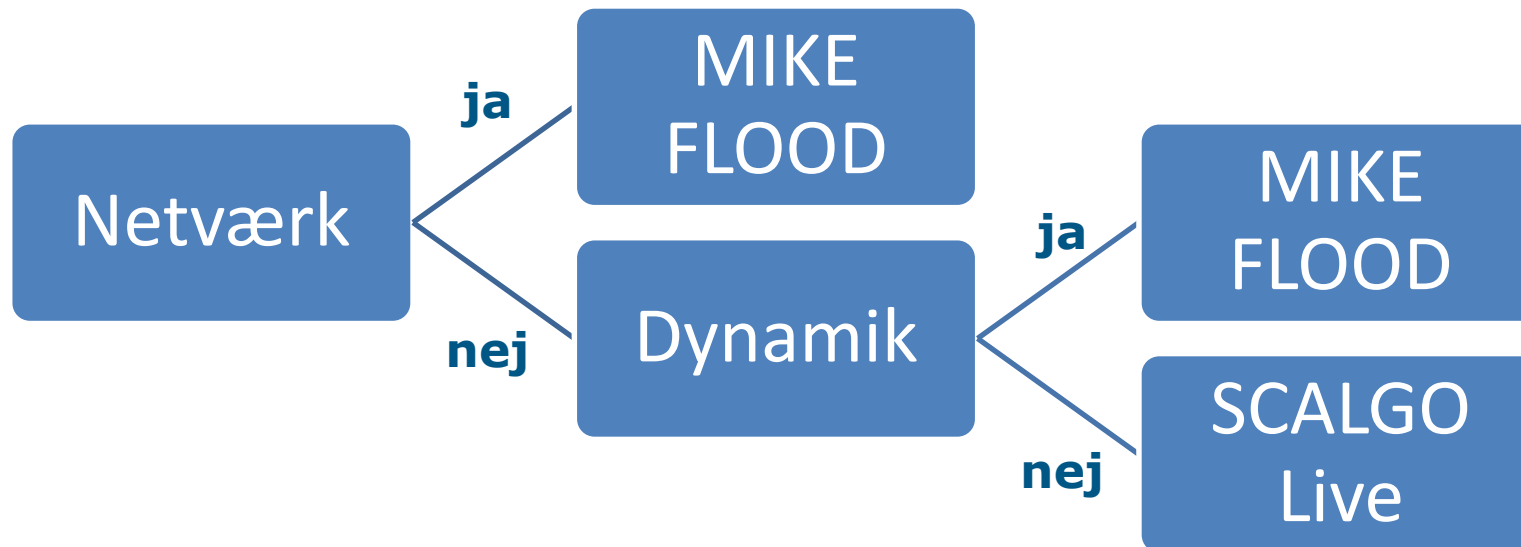 Netværk
ja
MIKE
FLOOD
nej
Dynamik
ja
MIKE
FLOOD
nej
SCALGO
Live